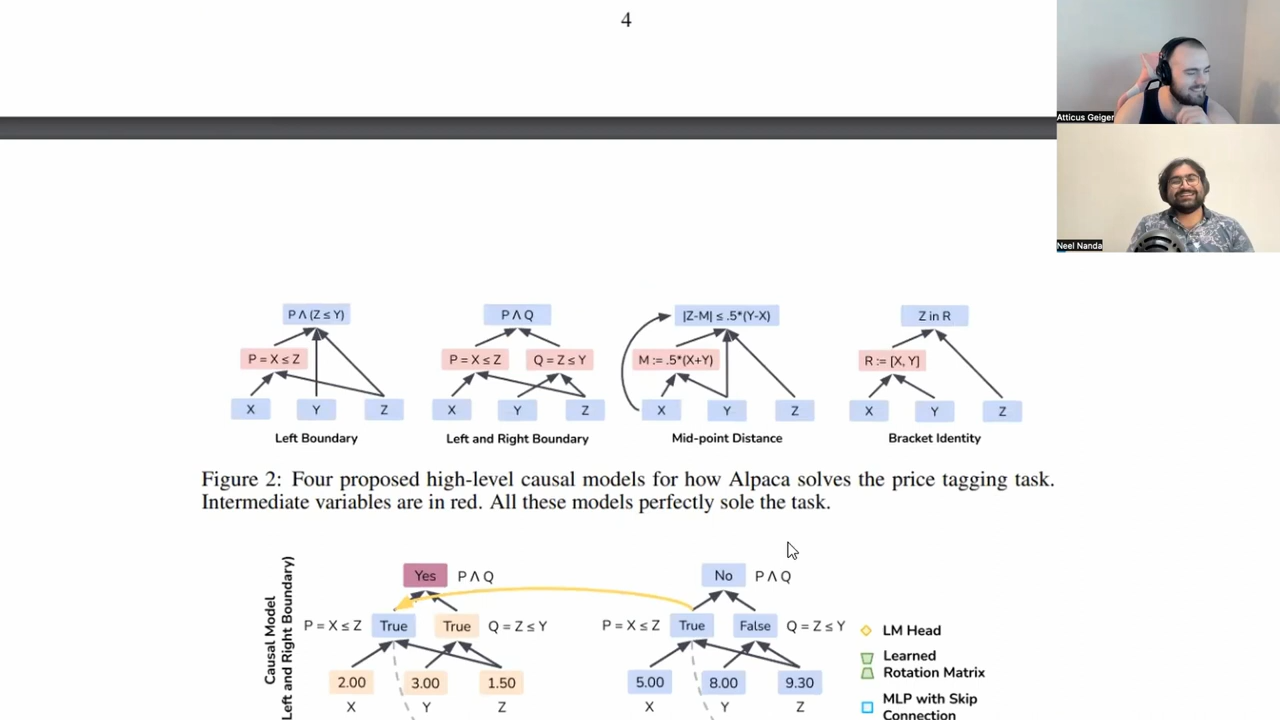 4
Atticus Geiger
Neel Nanda
P ∧ (Z ≤ Y)
P = X ≤ Z
X Y Z
Left Boundary
P ∧ Q
P = X ≤ Z Q = Z ≤ Y
X Y Z
Left and Right Boundary
|Z-M| ≤ .5*(Y-X)
M := .5*(X+Y)
X Y Z
Mid-point Distance
Z in R
R := [X, Y]
X Y Z
Bracket Identity
Figure 2: Four proposed high-level causal models for how Alpaca solves the price tagging task.
Intermediate variables are in red. All these models perfectly sole the task.
Causal Model
Left and Right Boundary)
Yes P ∧ Q
P = X ≤ Z True True Q = Z ≤ Y
2.00 3.00 1.50
X Y Z
No P ∧ Q
P = X ≤ Z True False Q = Z ≤ Y
5.00 8.00 9.30
X Y Z
LM Head
Learned
Rotation Matrix
MLP with Skip
Connection